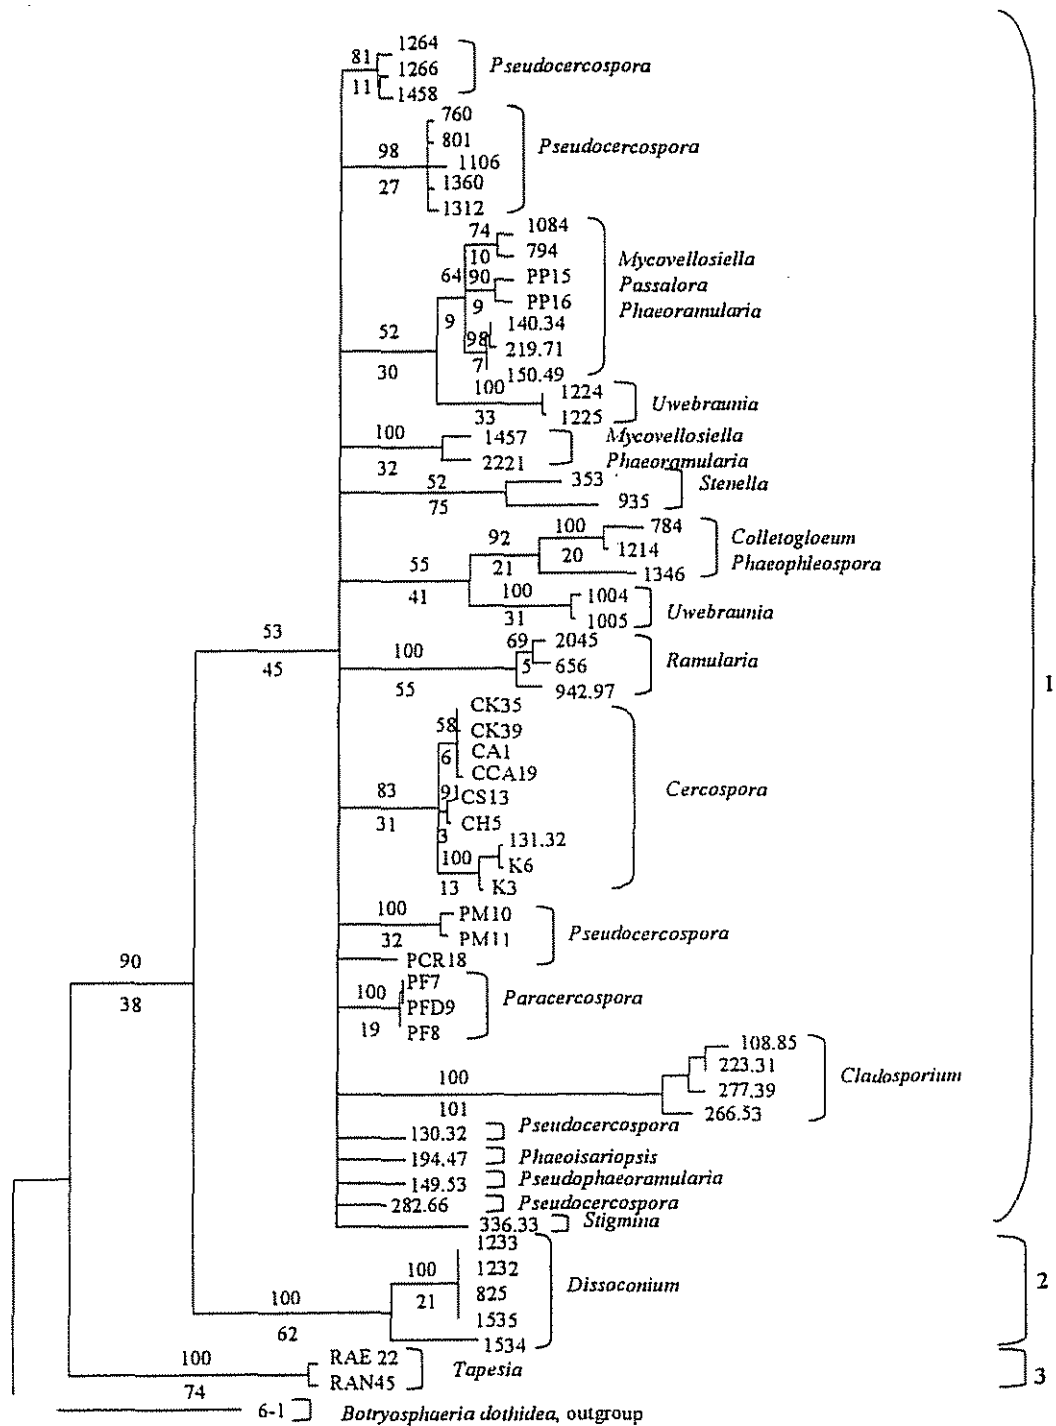 81 1264
1266 Pseudocercospora
11 1458
760
801 Pseudocercospora
98 1106
27 1360
1312
74 1084
10 794 Mycovellosiella
64 90 PP15 Passalora
9 9 PP16 Phaeoramularia
52 140.34
30 98 219.71
7 150.49
100 1224 Uwebraunia
33 1225
100 1457 Mycovellosiella
32 2221 Phaeoramularia
52 353 Stenella
75 935
100 784 Colletogloeum
92 20 1214 Phaeophleospora
55 21 1346
41 100 1004 Uwebraunia
31 1005
53 69 2045
45 100 5 656 Ramularia
55 942.97
1
CK35
58 CK39
6 CA1
CCA19 Cercospora
83 91 CS13
31 3 CH5
100 131.32
K6
13 K3
100 PM10
32 PM11 Pseudocercospora
PCR18
90 PF7
38 100 PFD9 Paracercospora
19 PF8
108.85
223.31 Cladosporium
100 277.39
101 266.53
130.32 Pseudocercospora
194.47 Phaeoisariopsis
149.53 Pseudophaeoramularia
282.66 Pseudocercospora
336.33 Stigmina
1233
100 1232 Dissoconium 2
21 825
100 1535
62 1534
100 RAE 22 Tapesia 3
74 RAN45
6-1 Botryosphaeria dothidea, outgroup